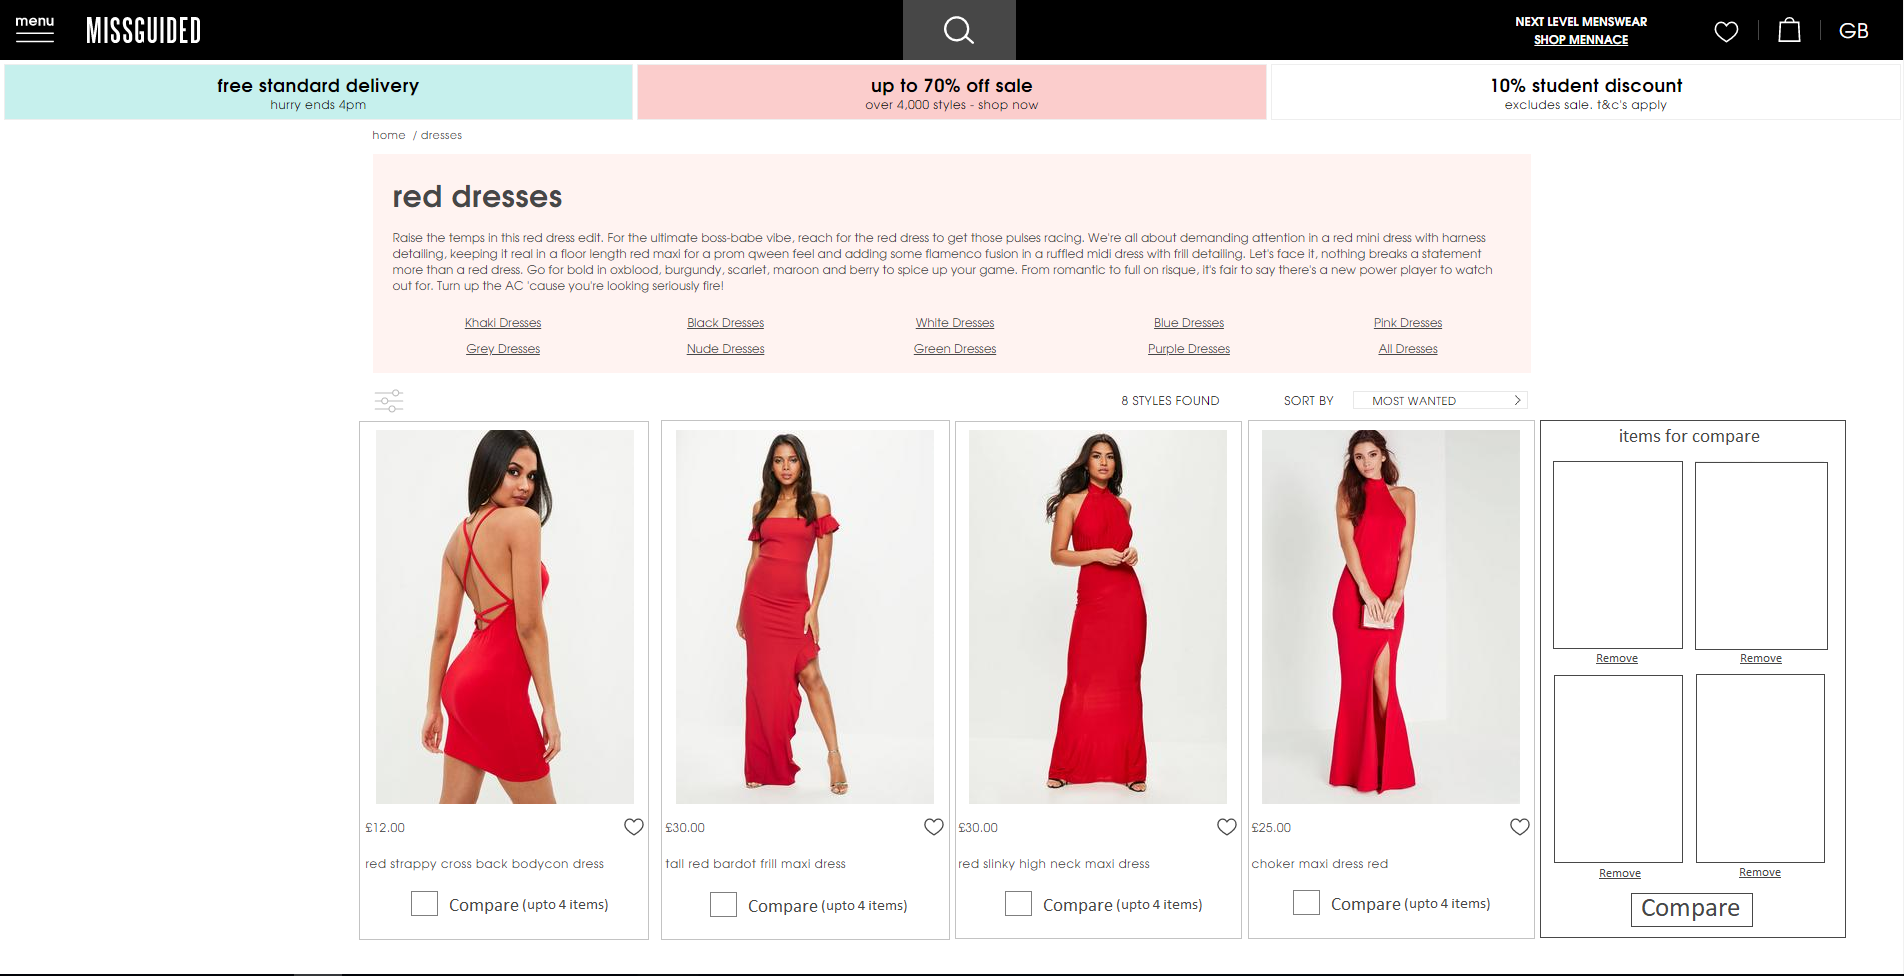 menu
MISSGUIDED
NEXT LEVEL MENSWEAR
SHOP MENNACE
GB
free standard delivery
hurry ends 4pm
up to 70% off sale
over 4,000 styles - shop now
10% student discount
excludes sale. t&c's apply
home / dresses
red dresses
Raise the temps in this red dress edit. For the ultimate boss-babe vibe, reach for the red dress to get those pulses racing. We're all about demanding attention in a red mini dress with harness
detailing, keeping it real in a floor length red maxi for a prom qween feel and adding some flamenco fusion in a ruffled midi dress with frill detailing. Let's face it, nothing breaks a statement
more than a red dress. Go for bold in oxblood, burgundy, scarlet, maroon and berry to spice up your game. From romantic to full on risque, it's fair to say there's a new power player to watch
out for. Turn up the AC 'cause you're looking seriously fire!
Khaki Dresses Black Dresses White Dresses Blue Dresses Pink Dresses
Grey Dresses Nude Dresses Green Dresses Purple Dresses All Dresses
8 STYLES FOUND SORT BY MOST WANTED
£12.00
red strappy cross back bodycon dress
Compare (upto 4 items)
£30.00
tall red bardot frill maxi dress
Compare (upto 4 items)
£30.00
red slinky high neck maxi dress
Compare (upto 4 items)
£25.00
choker maxi dress red
Compare (upto 4 items)
items for compare
Remove Remove
Remove Remove
Compare